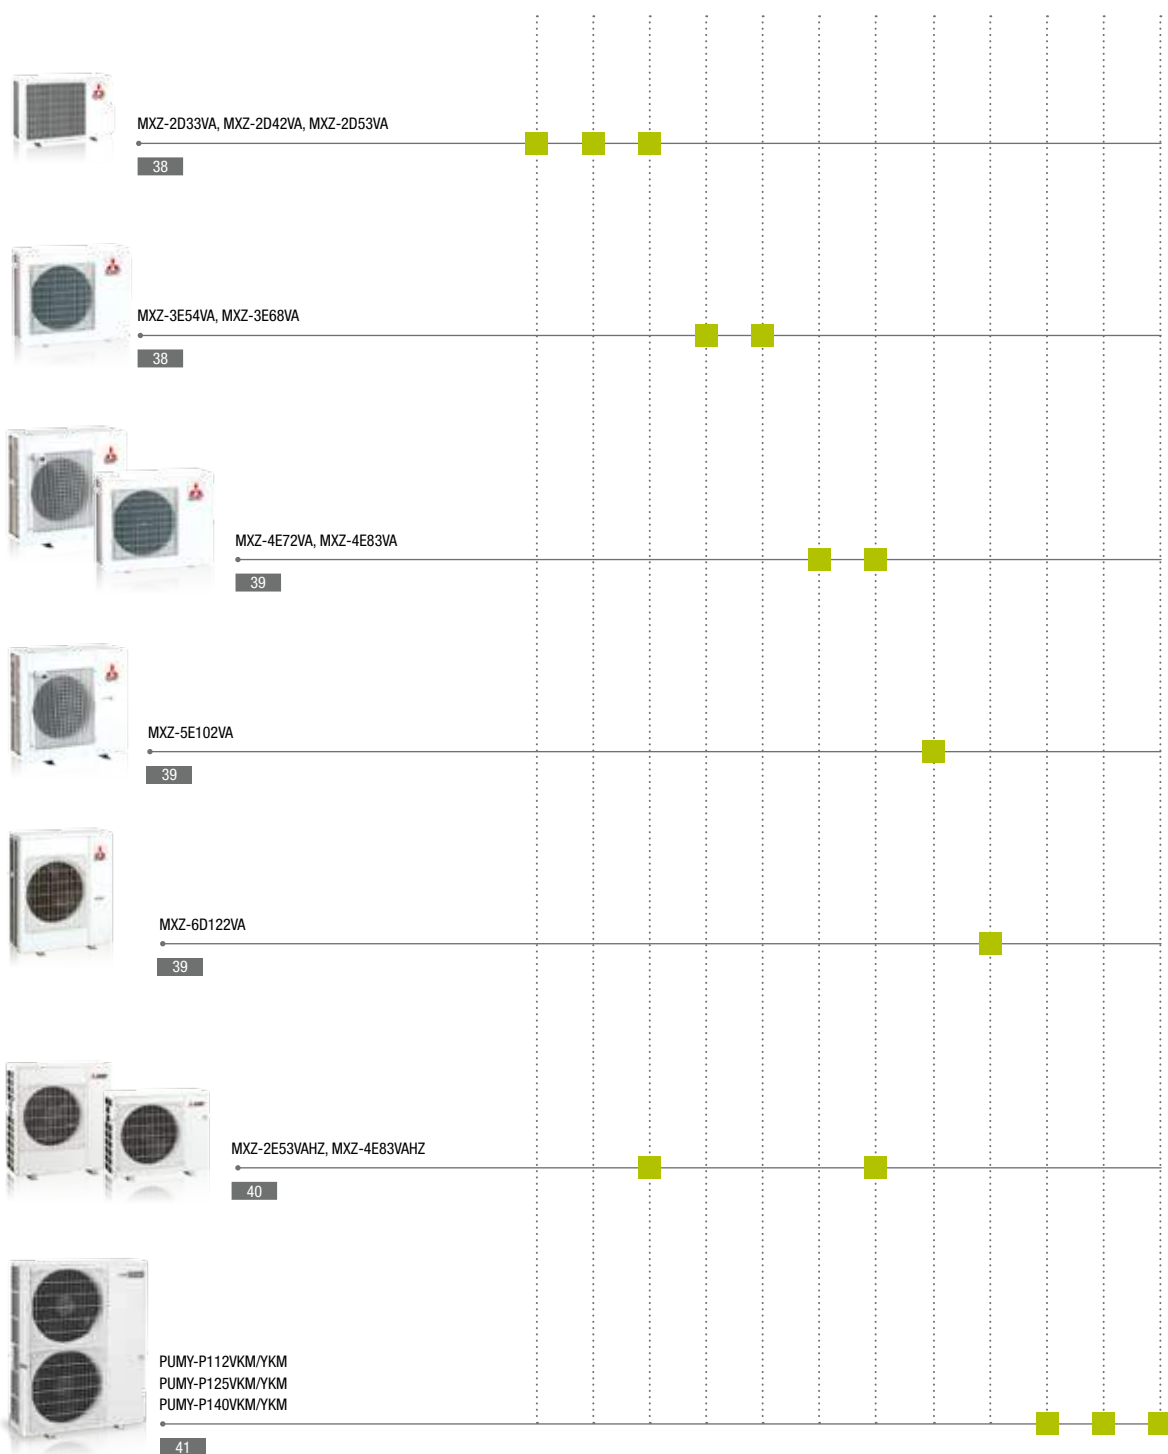 MXZ-2D33VA, MXZ-2D42VA, MXZ-2D53VA
38
MXZ-3E54VA, MXZ-3E68VA
38
MXZ-4E72VA, MXZ-4E83VA
39
MXZ-5E102VA
39
MXZ-6D122VA
39
MXZ-2E53VAHZ, MXZ-4E83VAHZ
40
PUMY-P112VKM/YKM
PUMY-P125VKM/YKM
PUMY-P140VKM/YKM
41